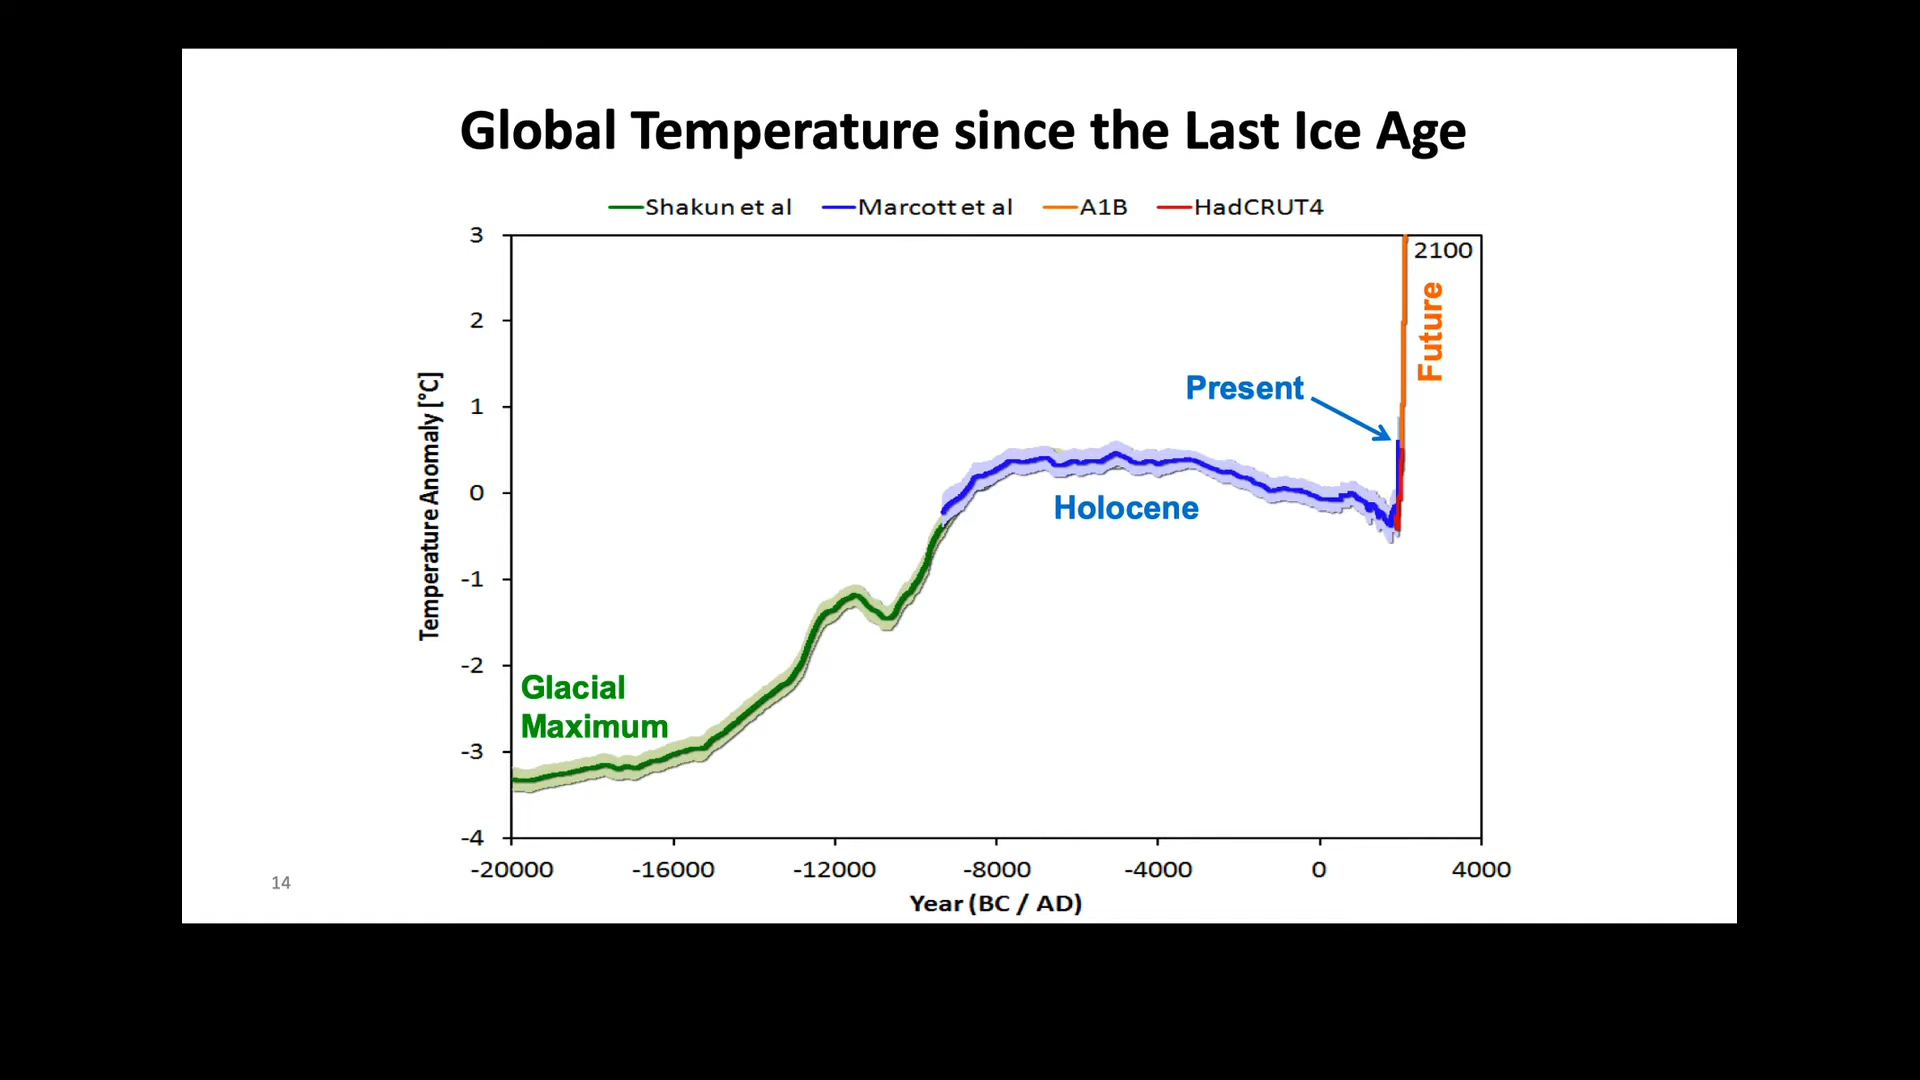 Global Temperature since the Last Ice Age
Shakun et al Marcott et al A1B HadCRUT4
3
2100
2
Future
Present
1
0
Holocene
-1
-2
Glacial
Maximum
-3
-4
Temperature Anomaly [°C]
-20000 -16000 -12000 -8000 -4000 0 4000
Year (BC / AD)
14